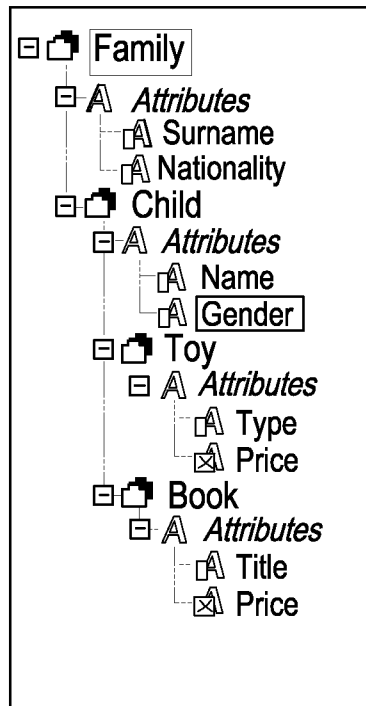 Family
Attributes
Surname
Nationality
Child
Attributes
Name
Gender
Toy
Attributes
Type
Price
Book
Attributes
Title
Price